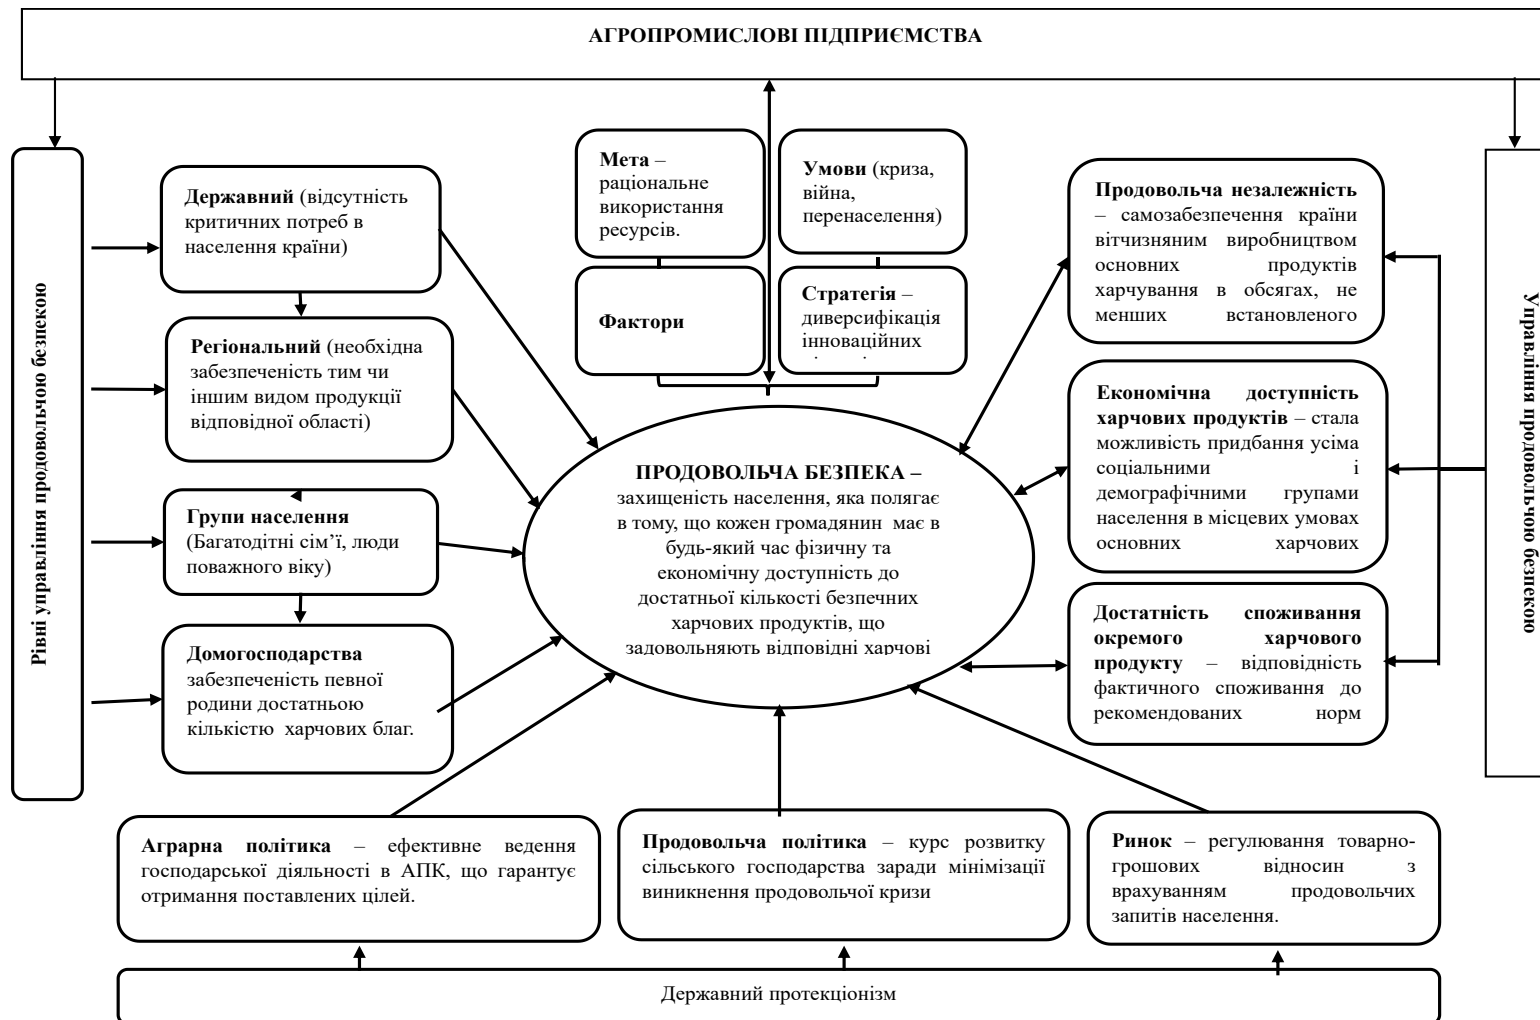 АГРОПРОМИСЛОВІ ПІДПРИЄМСТВА
Рівні управління продовольчою безпекою
Державний (відсутність
критичних потреб в
населення країни)
Регіональний (необхідна
забезпеченість тим чи
іншим видом продукції
відповідної області)
Групи населення
(Багатодітні сім’ї, люди
поважного віку)
Домогосподарства
забезпеченість певної
родини достатньою
кількістю харчових благ.
Мета –
раціональне
використання
ресурсів.
Умови (криза,
війна,
перенаселення)
Фактори
Стратегія –
диверсифікація
інноваційних
ПРОДОВОЛЬЧА БЕЗПЕКА –
захищеність населення, яка полягає
в тому, що кожен громадянин має в
будь-який час фізичну та
економічну доступність до
достатньої кількості безпечних
харчових продуктів, що
задовольняють відповідні харчові
Продовольча незалежність
– самозабезпечення країни
вітчизняним виробництвом
основних продуктів
харчування в обсягах, не
менших встановленого
Економічна доступність
харчових продуктів – стала
можливість придбання усіма
соціальними і
демографічними групами
населення в місцевих умовах
основних харчових
Достатність споживання
окремого харчового
продукту – відповідність
фактичного споживання до
рекомендованих норм
Управління продовольчою безпекою
Аграрна політика – ефективне ведення
господарської діяльності в АПК, що гарантує
отримання поставлених цілей.
Продовольча політика – курс розвитку
сільського господарства заради мінімізації
виникнення продовольчої кризи
Ринок – регулювання товарно-
грошових відносин з
врахуванням продовольчих
запитів населення.
Державний протекціонізм